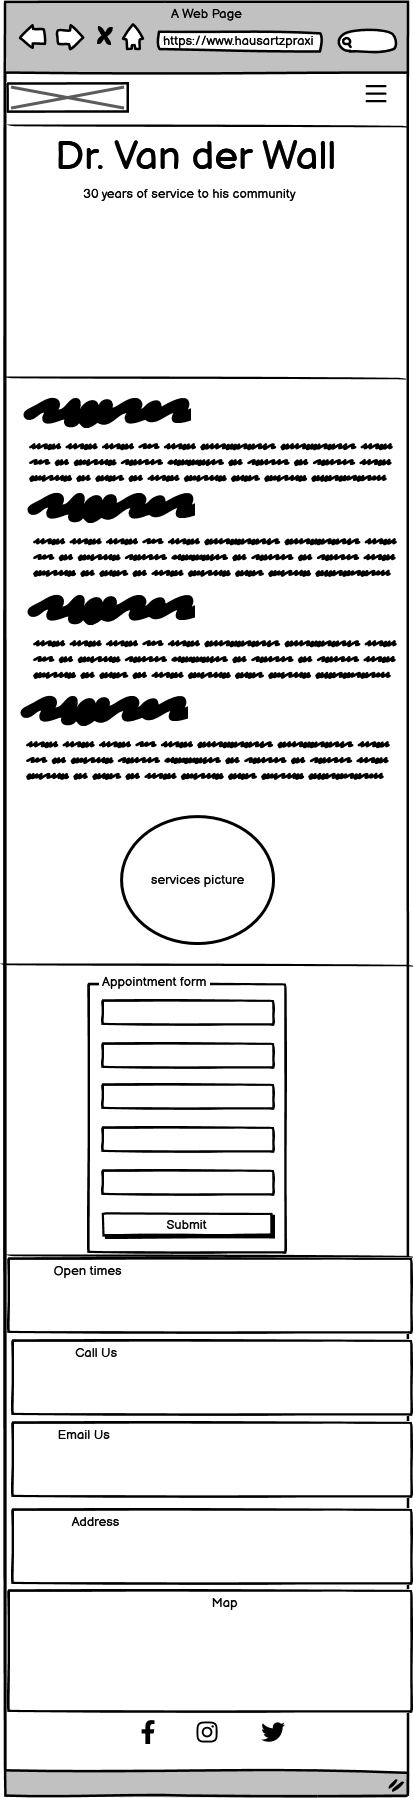 A Web Page
https://www.hausartzpraxi
Dr. Van der Wall
30 years of service to his community
services picture
Appointment form
Submit
Open times
Call Us
Email Us
Address
Map